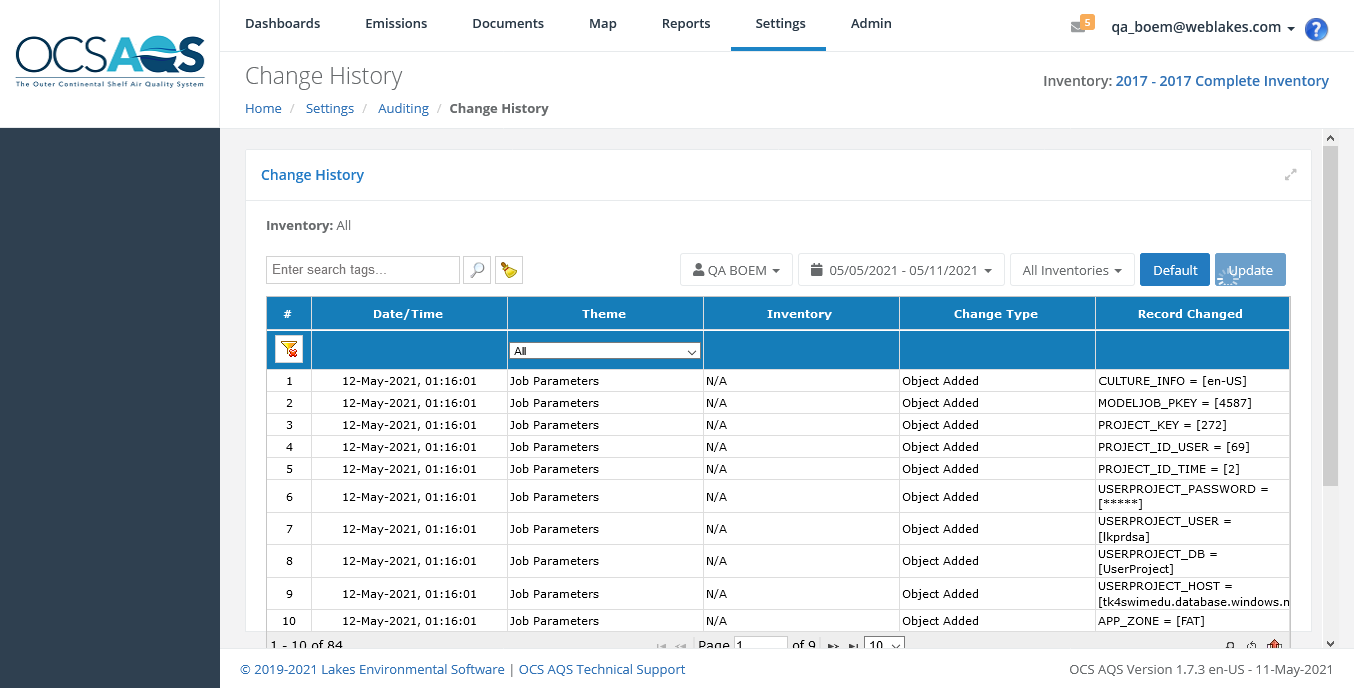 OCSAQS
The Outer Continental Shelf Air Quality System
Dashboards Emissions Documents Map Reports Settings Admin
5 qa_boem@weblakes.com ?
Change History
Inventory: 2017 - 2017 Complete Inventory
Home / Settings / Auditing / Change History
Change History
Inventory: All
Enter search tags... QA BOEM 05/05/2021 - 05/11/2021 All Inventories Default Update
# Date/Time Theme Inventory Change Type Record Changed
All
1 12-May-2021, 01:16:01 Job Parameters N/A Object Added CULTURE_INFO = [en-US]
2 12-May-2021, 01:16:01 Job Parameters N/A Object Added MODELJOB_PKEY = [4587]
3 12-May-2021, 01:16:01 Job Parameters N/A Object Added PROJECT_KEY = [272]
4 12-May-2021, 01:16:01 Job Parameters N/A Object Added PROJECT_ID_USER = [69]
5 12-May-2021, 01:16:01 Job Parameters N/A Object Added PROJECT_ID_TIME = [2]
6 12-May-2021, 01:16:01 Job Parameters N/A Object Added USERPROJECT_PASSWORD =
[*****]
7 12-May-2021, 01:16:01 Job Parameters N/A Object Added USERPROJECT_USER =
[lkprdsa]
8 12-May-2021, 01:16:01 Job Parameters N/A Object Added USERPROJECT_DB =
[UserProject]
9 12-May-2021, 01:16:01 Job Parameters N/A Object Added USERPROJECT_HOST =
[tk4swimedu.database.windows.n
10 12-May-2021, 01:16:01 Job Parameters N/A Object Added APP_ZONE = [FAT]
1 - 10 of 84 Page 1 of 9 10
© 2019-2021 Lakes Environmental Software | OCS AQS Technical Support
OCS AQS Version 1.7.3 en-US - 11-May-2021